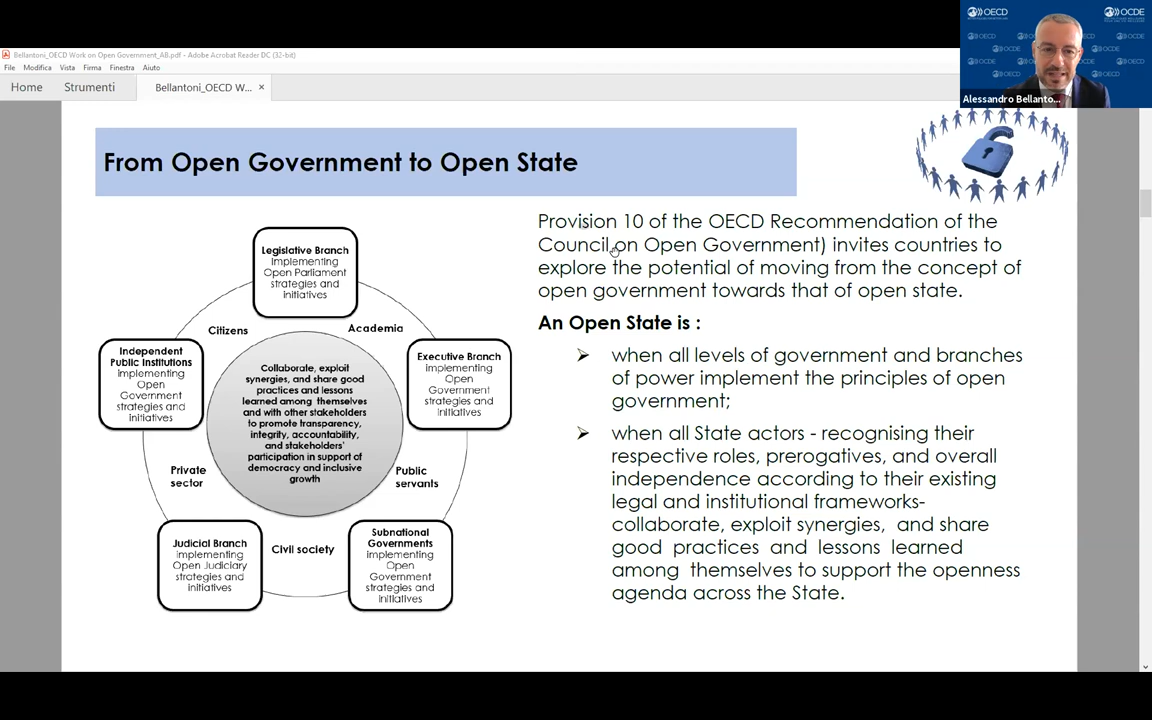 OECD
OCDE
Alessandro Bellanto...
Bellantoni_OECD Work on Open Government_AB.pdf - Adobe Acrobat Reader DC (32-bit)
File Modifica Vista Firma Finestra Aiuto
Home Strumenti Bellantoni_OECD W... ×
From Open Government to Open State
Legislative Branch
implementing
Open Parliament
strategies and
initiatives
Citizens
Academia
Independent
Public Institutions
implementing
Open
Government
strategies and
initiatives
Executive Branch
implementing
Open
Government
strategies and
initiatives
Collaborate, exploit
synergies, and share good
practices and lessons
learned among themselves
and with other stakeholders
to promote transparency,
integrity, accountability,
and stakeholders'
participation in support of
democracy and inclusive
growth
Private
sector
Public
servants
Judicial Branch
implementing
Open Judiciary
strategies and
initiatives
Civil society
Subnational
Governments
implementing
Open
Government
strategies and
initiatives
Provision 10 of the OECD Recommendation of the
Council on Open Government) invites countries to
explore the potential of moving from the concept of
open government towards that of open state.
An Open State is :
➢ when all levels of government and branches
of power implement the principles of open
government;
➢ when all State actors - recognising their
respective roles, prerogatives, and overall
independence according to their existing
legal and institutional frameworks-
collaborate, exploit synergies, and share
good practices and lessons learned
among themselves to support the openness
agenda across the State.